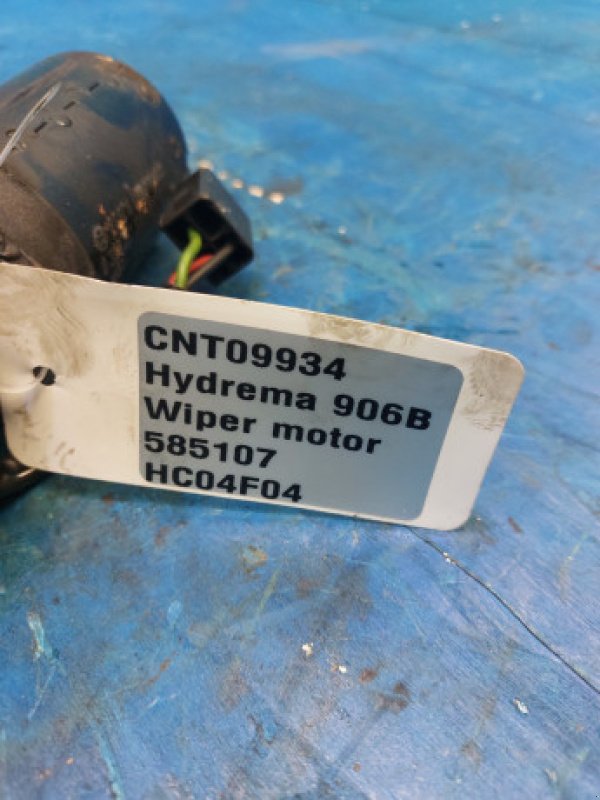 CNT09934
Hydrema 906B
Wiper motor
585107
HC04F04